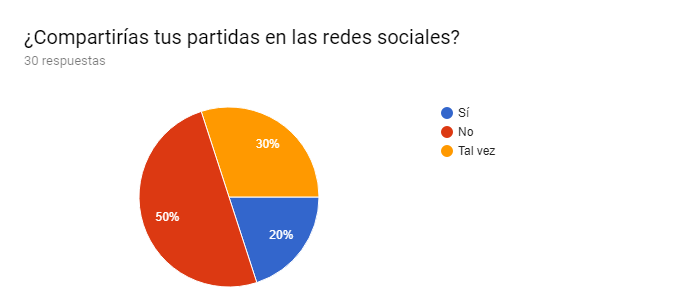 ¿Compartirías tus partidas en las redes sociales?
30 respuestas
Sí
No
Tal vez
30%
50%
20%